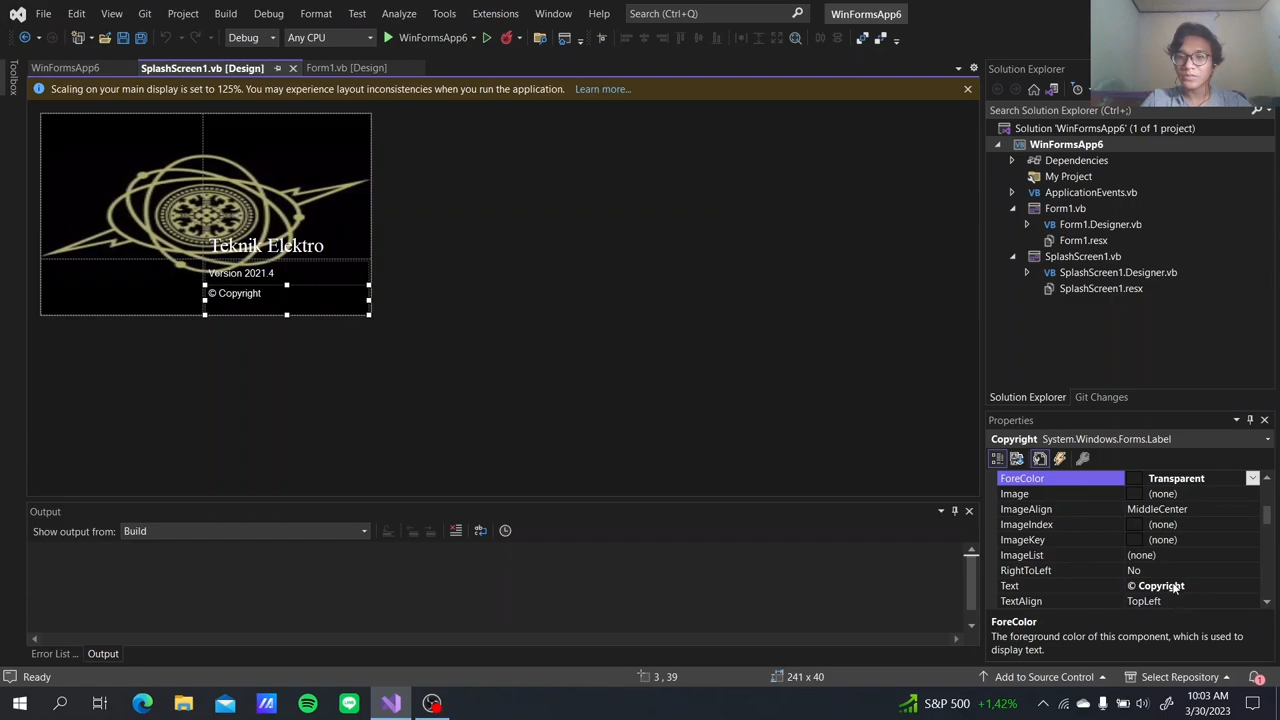 File Edit View Git Project Build Debug Format Test Analyze Tools Extensions Window Help Search (Ctrl+Q) WinFormsApp6
Debug Any CPU WinFormsApp6
Toolbox
WinFormsApp6 SplashScreen1.vb [Design] Form1.vb [Design]
Scaling on your main display is set to 125%. You may experience layout inconsistencies when you run the application. Learn more...
Teknik Elektro
Version 2021.4
© Copyright
Solution Explorer
Search Solution Explorer (Ctrl+;)
Solution 'WinFormsApp6' (1 of 1 project)
WinFormsApp6
Dependencies
My Project
ApplicationEvents.vb
Form1.vb
Form1.Designer.vb
Form1.resx
SplashScreen1.vb
SplashScreen1.Designer.vb
SplashScreen1.resx
Solution Explorer Git Changes
Properties
Copyright System.Windows.Forms.Label
ForeColor Transparent
Image (none)
ImageAlign MiddleCenter
ImageIndex (none)
ImageKey (none)
ImageList (none)
RightToLeft No
Text © Copyright
TextAlign TopLeft
ForeColor
The foreground color of this component, which is used to
display text.
Output
Show output from: Build
Error List ... Output
Ready 3, 39 241 x 40 Add to Source Control Select Repository 1
S&P 500 +1,42% 10:03 AM
3/30/2023